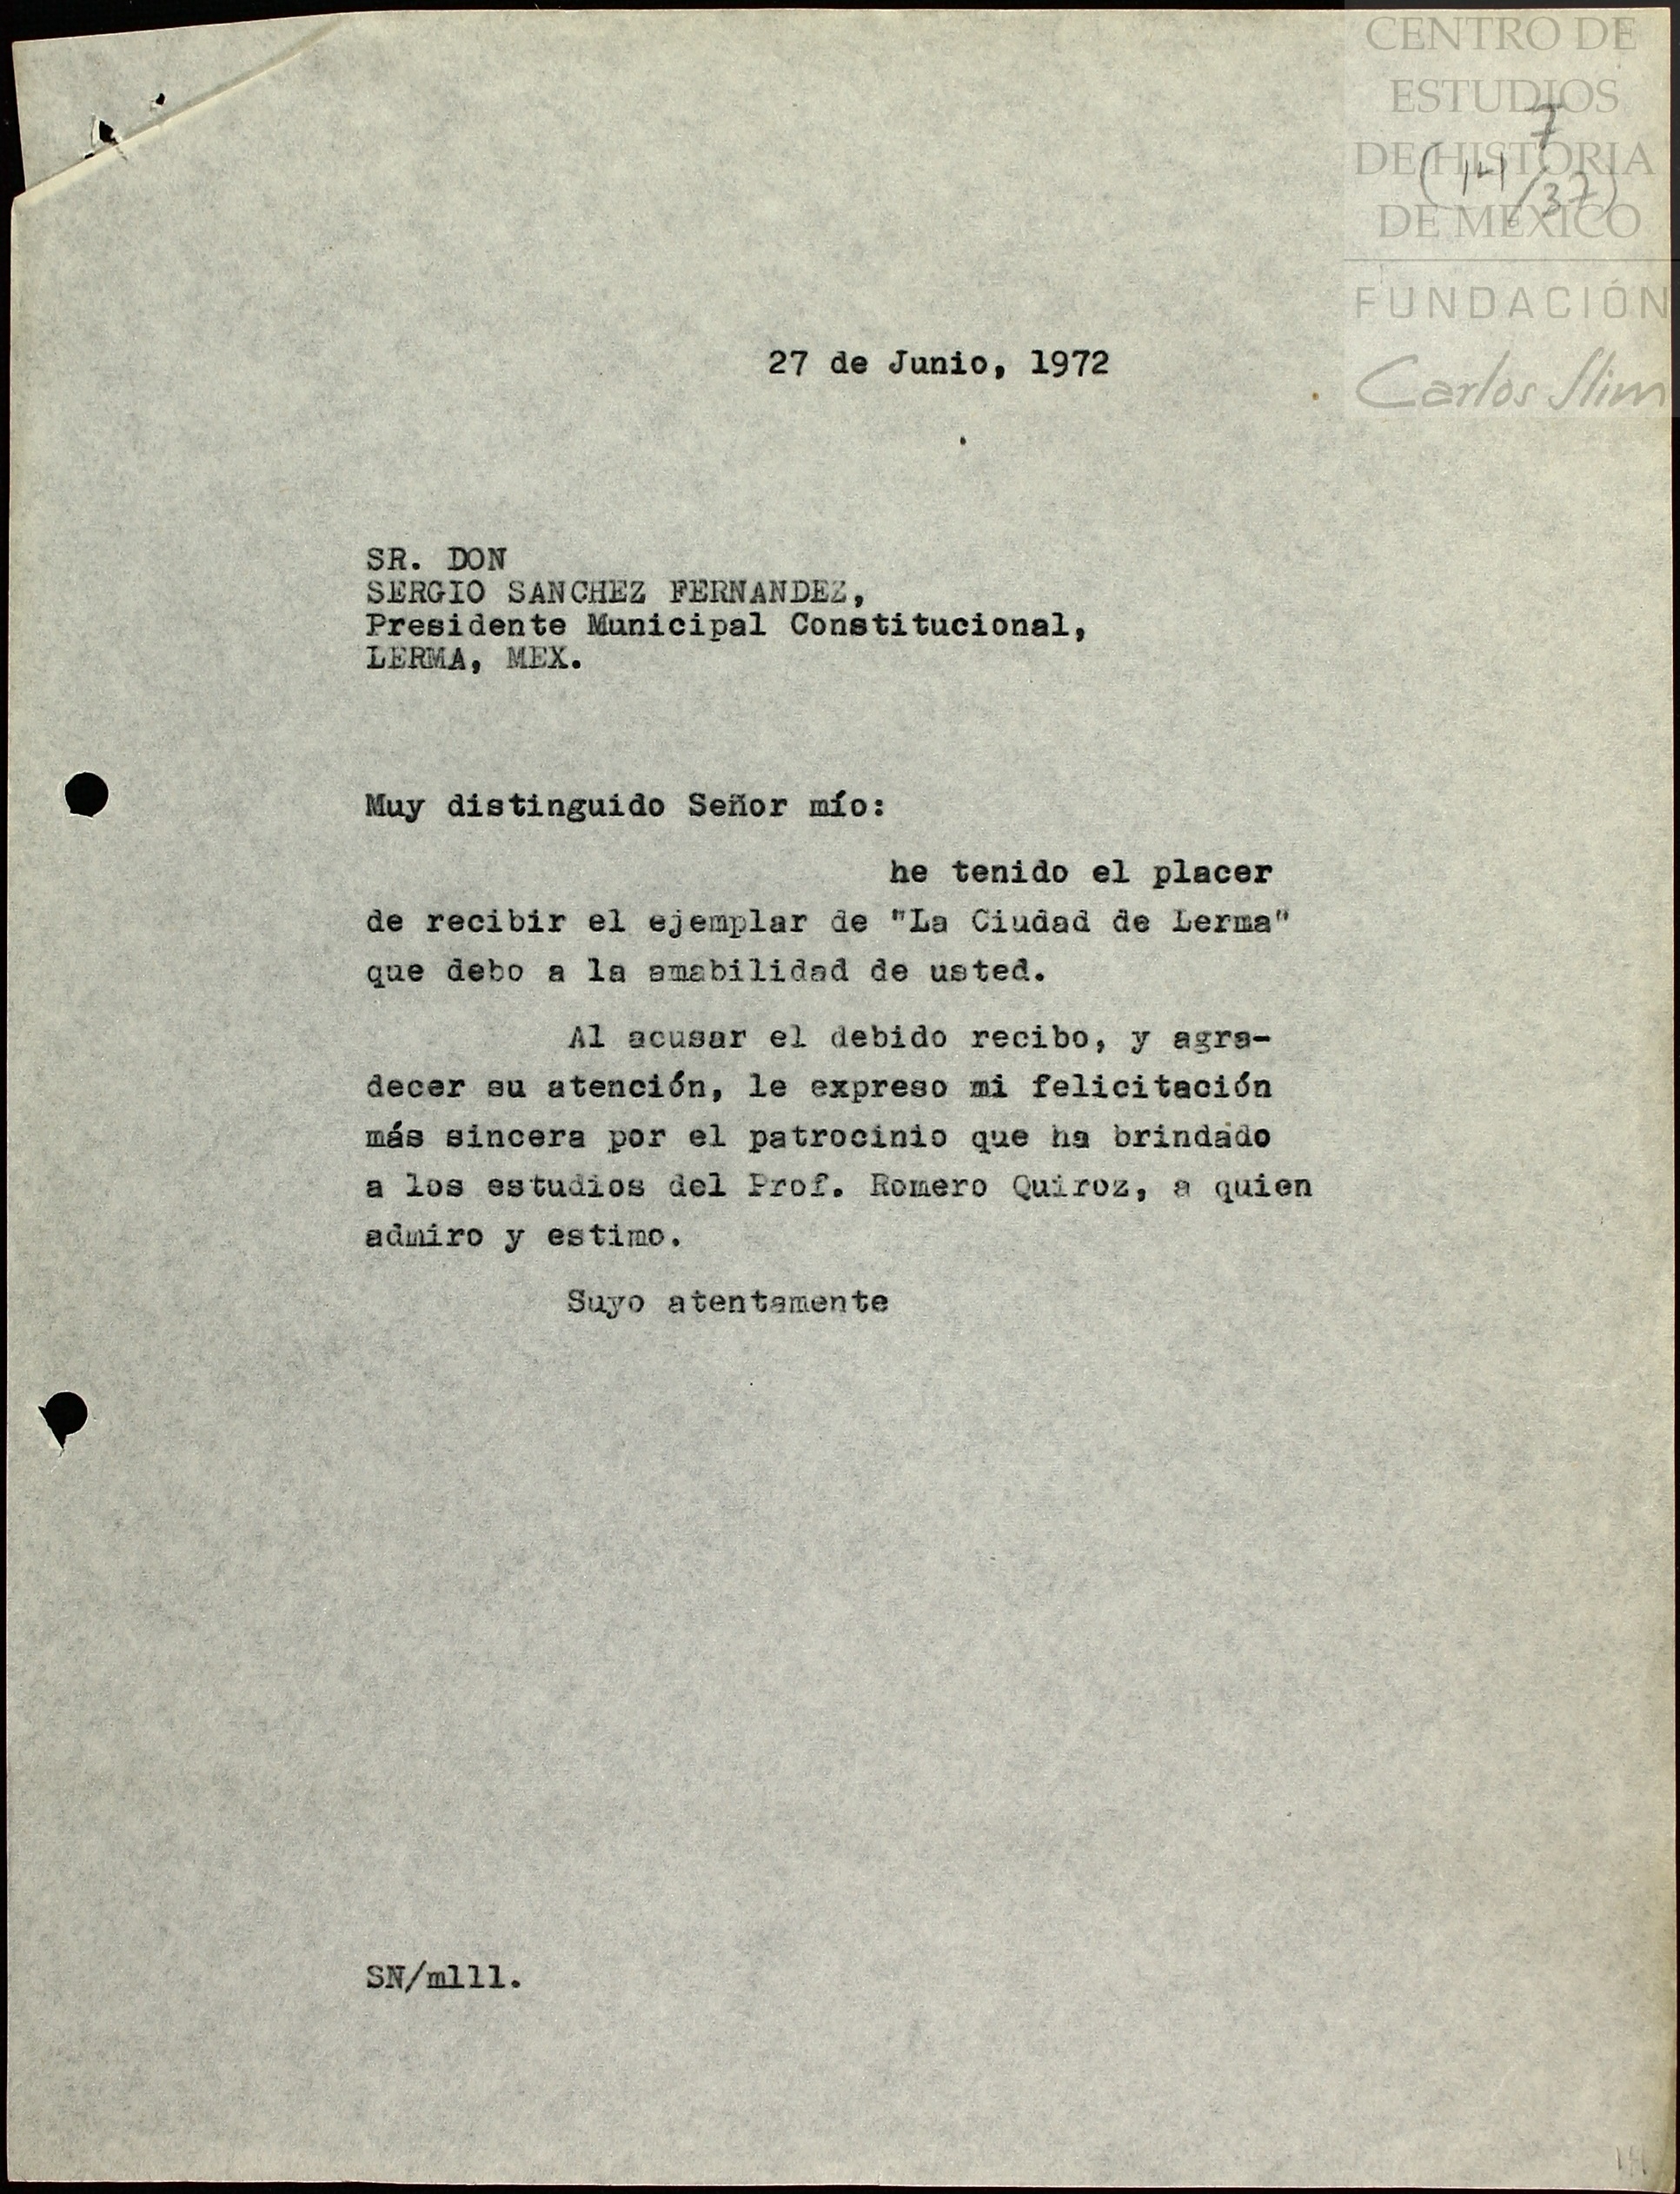 CENTRO DE
ESTUDIOS
7
DE HISTORIA
(14/37)
DE MEXICO
FUNDACIÓN
Carlos Slim
27 de Junio, 1972
SR. DON
SERGIO SANCHEZ FERNANDEZ,
Presidente Municipal Constitucional,
LERMA, MEX.
Muy distinguido Señor mío:
he tenido el placer
de recibir el ejemplar de "La Ciudad de Lerma"
que debo a la amabilidad de usted.
Al acusar el debido recibo, y agra-
decer su atención, le expreso mi felicitación
más sincera por el patrocinio que ha brindado
a los estudios del Prof. Romero Quiroz, a quien
admiro y estimo.
Suyo atentamente
SN/mlll.